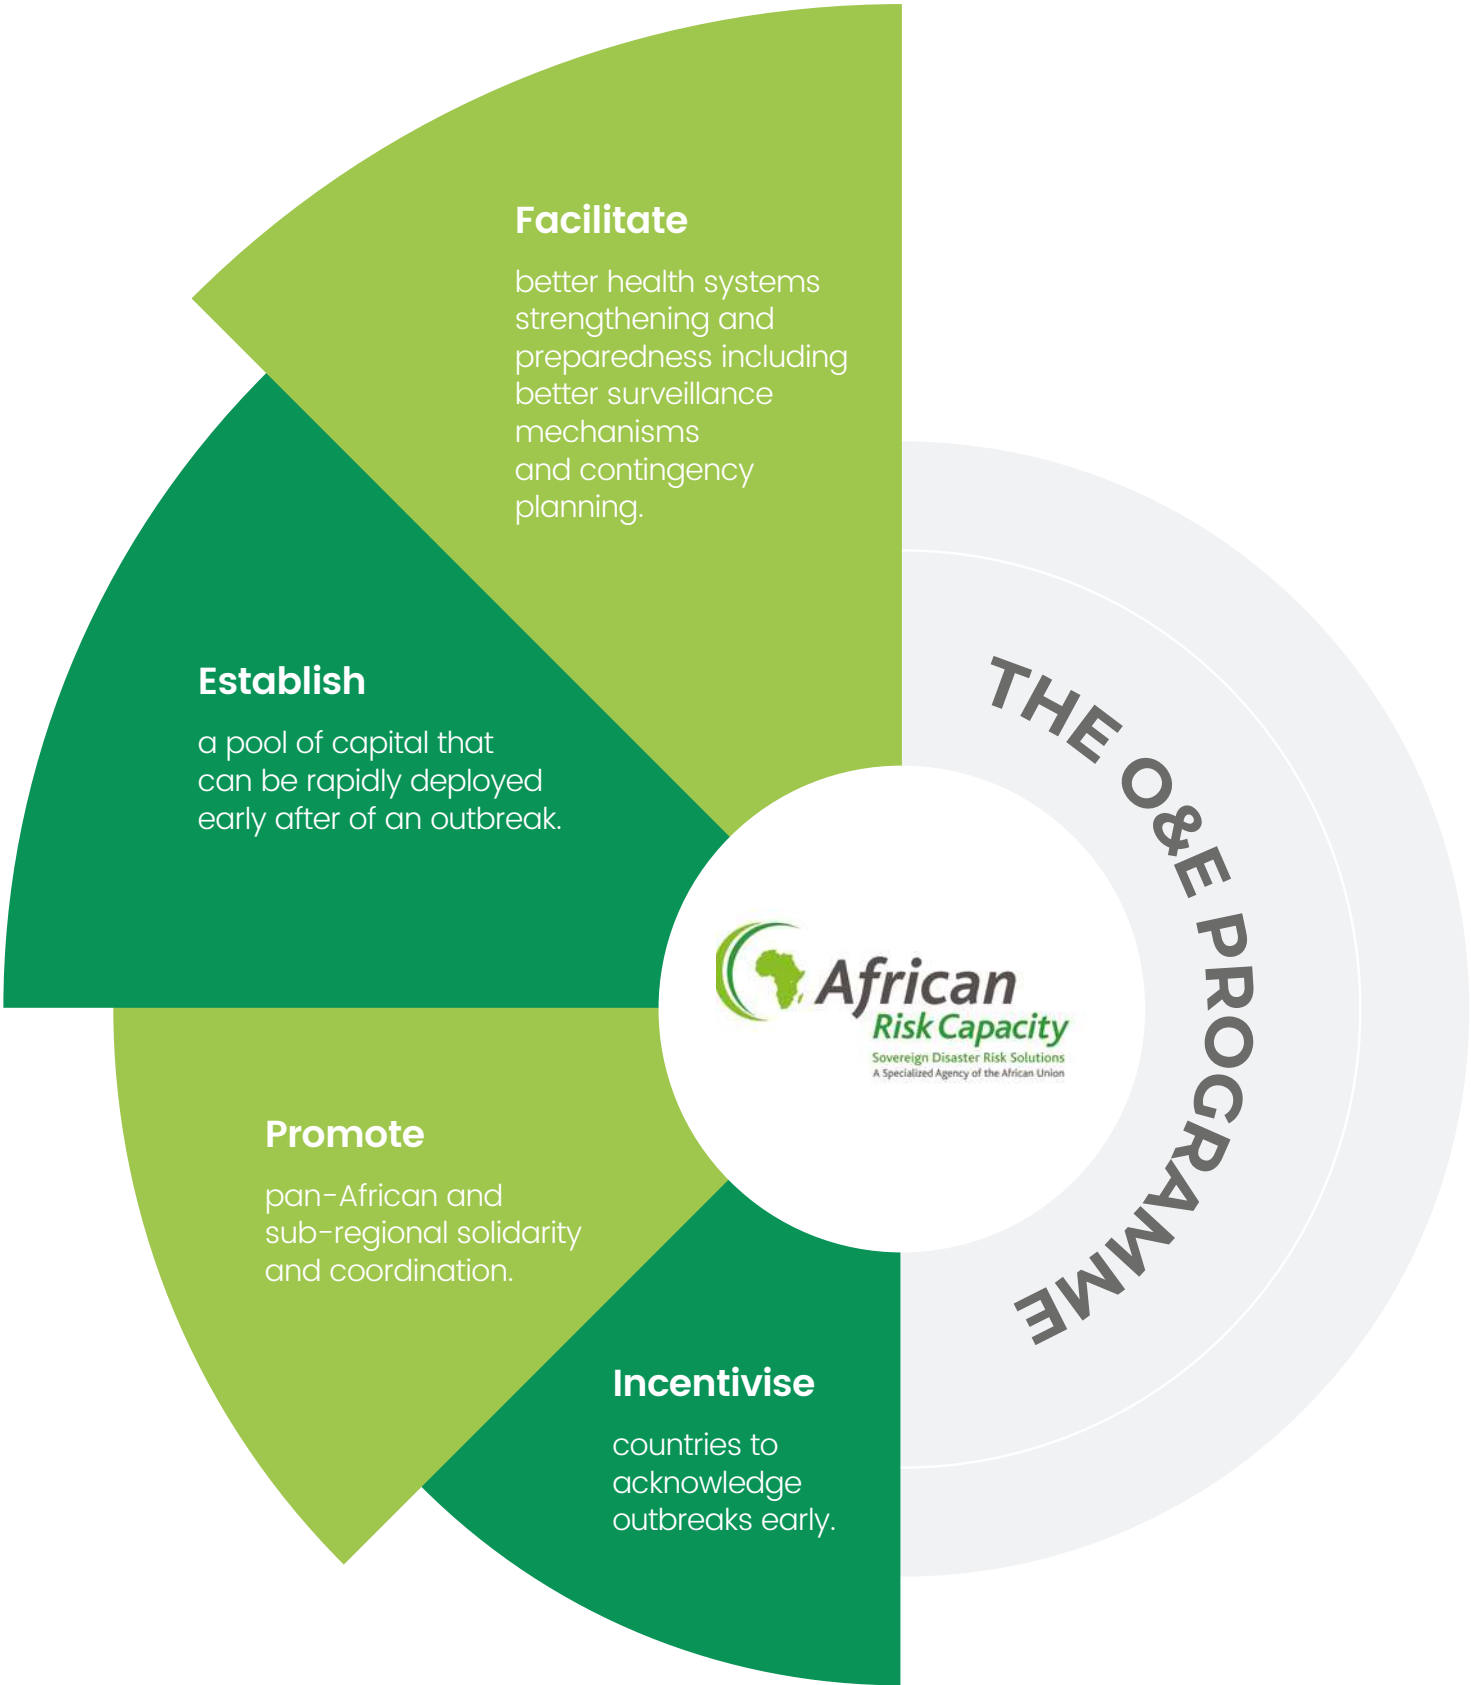 Facilitate
better health systems
strengthening and
preparedness including
better surveillance
mechanisms
and contingency
planning.
Establish
a pool of capital that
can be rapidly deployed
early after of an outbreak.
Promote
pan-African and
sub-regional solidarity
and coordination.
Incentivise
countries to
acknowledge
outbreaks early.
African
Risk Capacity
Sovereign Disaster Risk Solutions
A Specialized Agency of the African Union
THE O&E PROGRAMME